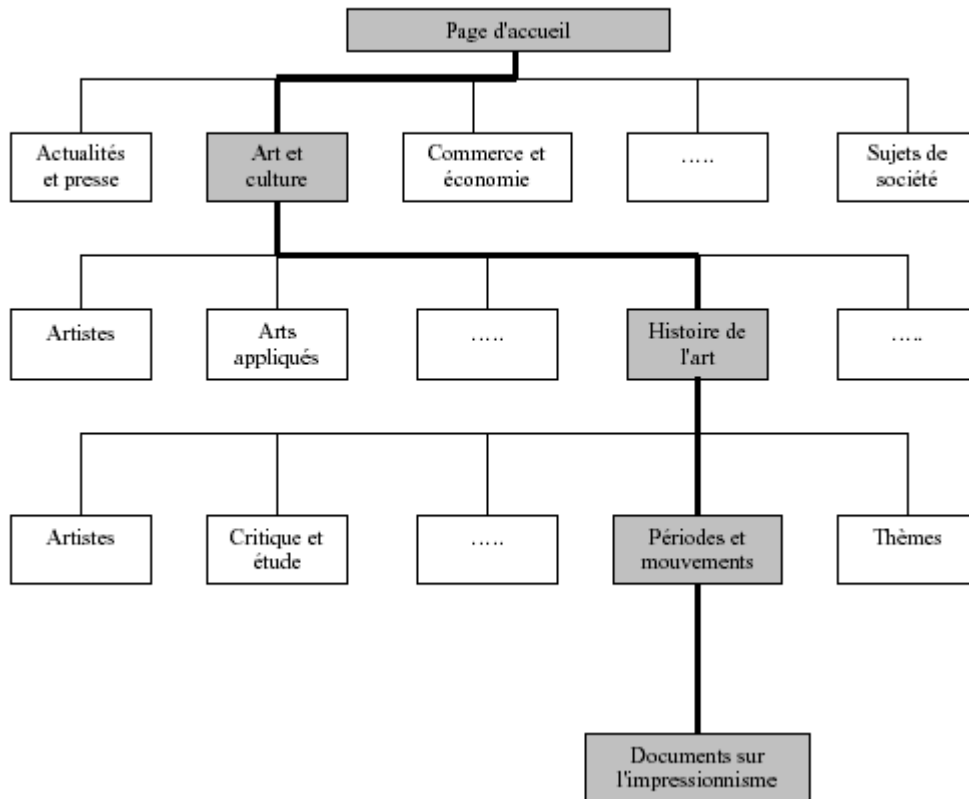 Page d'accueil
Actualités
et presse
Art et
culture
Commerce et
économie
.....
Sujets de
société
Artistes
Arts
appliqués
.....
Histoire de
l'art
.....
Artistes
Critique et
étude
.....
Périodes et
mouvements
Thèmes
Documents sur
l'impressionnisme